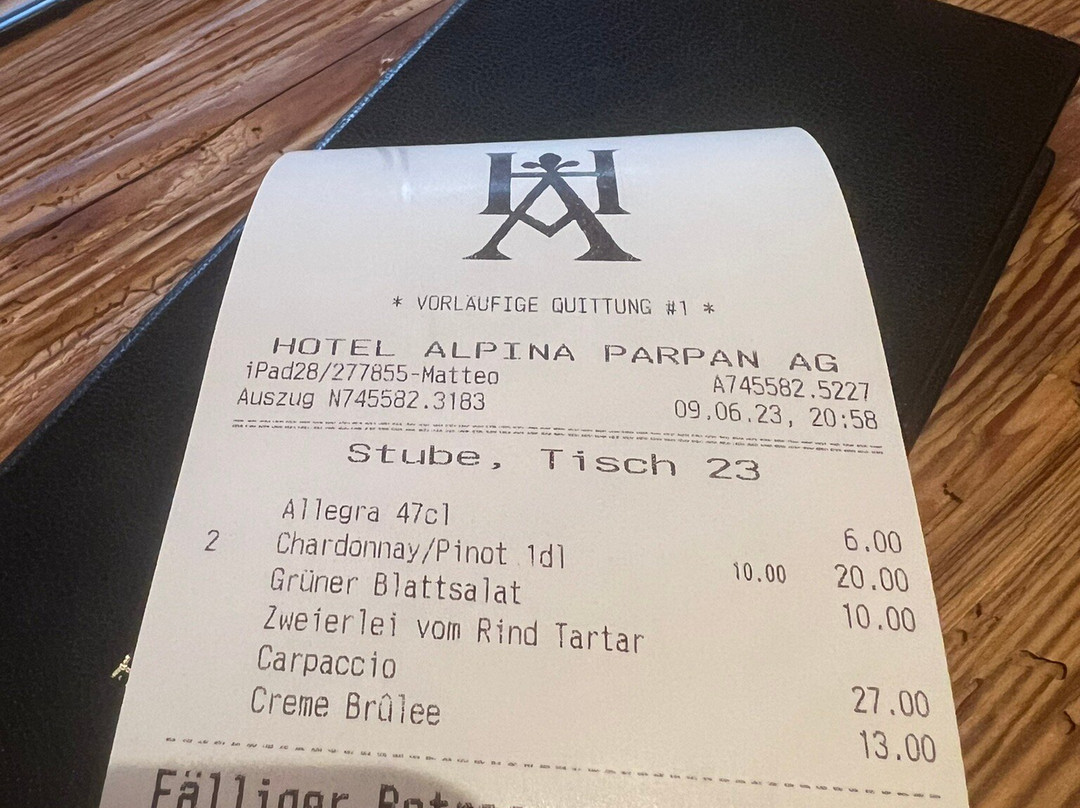 HA
* VORLÄUFIGE QUITTUNG #1 *
HOTEL ALPINA PARPAN AG
iPad28/277855-Matteo A745582.5227
Auszug N745582.3183 09.06.23, 20:58
Stube, Tisch 23
Allegra 47cl 6.00
2 Chardonnay/Pinot 1dl 10.00 20.00
Grüner Blattsalat 10.00
Zweierlei vom Rind Tartar
Carpaccio 27.00
Creme Brûlee 13.00
Fälliger